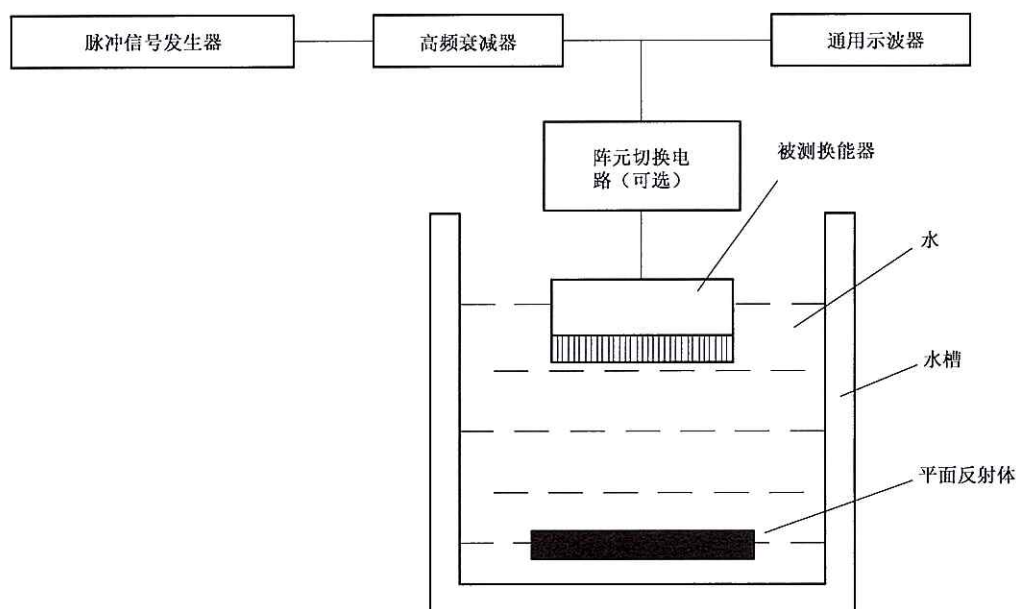 脉冲信号发生器
高频衰减器
通用示波器
阵元切换电
路（可选）
被测换能器
水
水槽
平面反射体